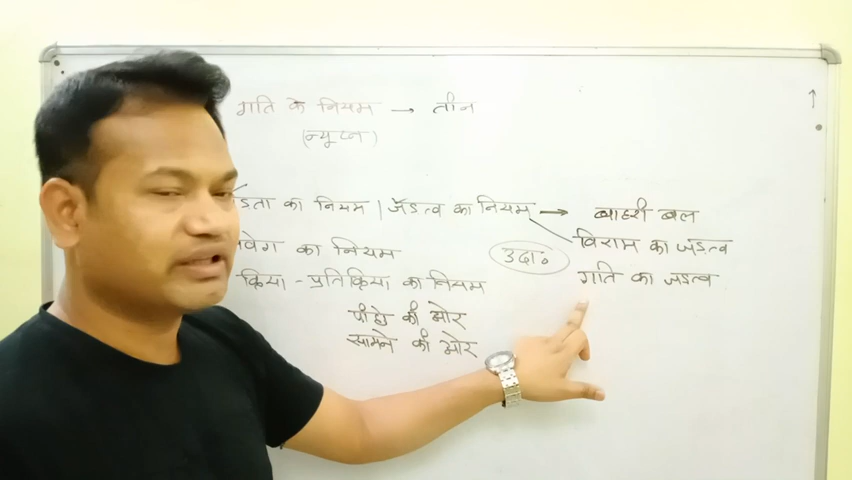 गति के नियम → तीन
(न्यूटन)
ड़ता का नियम | जड़त्व का नियम → बाहरी बल
विराम का जड़त्व
वेग का नियम
उदा०
गति का जड़त्व
क्रिया - प्रतिक्रिया का नियम
पीछे की ओर
सामने की ओर